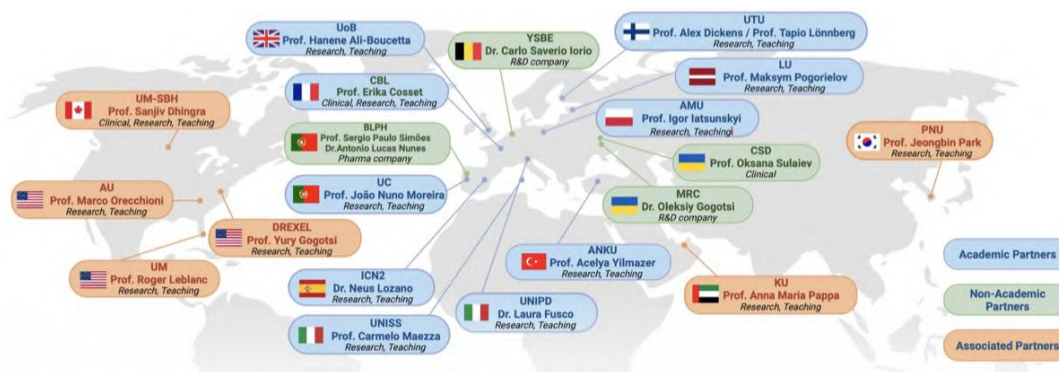 UoB
Prof. Hanene Ali-Boucetta
Research, Teaching
YSBE
Dr. Carlo Saverio Iorio
R&D company
UTU
Prof. Alex Dickens / Prof. Tapio Lönnberg
Research, Teaching
CBL
Prof. Erika Cosset
Clinical, Research, Teaching
LU
Prof. Maksym Pogorielov
Research, Teaching
UM-SBH
Prof. Sanjiv Dhingra
Clinical, Research, Teaching
AMU
Prof. Igor Iatsunskyi
Research, Teaching
BLPH
Prof. Sergio Paulo Simões
Dr.Antonio Lucas Nunes
Pharma company
PNU
Prof. Jeongbin Park
Research, Teaching
CSD
Prof. Oksana Sulaiev
Clinical
AU
Prof. Marco Orecchioni
Research, Teaching
UC
Prof. João Nuno Moreira
Research, Teaching
MRC
Dr. Oleksiy Gogotsi
R&D company
DREXEL
Prof. Yury Gogotsi
Research, Teaching
ANKU
Prof. Acelya Yilmazer
Research, Teaching
Academic Partners
UM
Prof. Roger Leblanc
Research, Teaching
ICN2
Dr. Neus Lozano
Research, Teaching
KU
Prof. Anna Maria Pappa
Research, Teaching
Non-Academic
Partners
UNIPD
Dr. Laura Fusco
Research, Teaching
UNISS
Prof. Carmelo Maezza
Research, Teaching
Associated Partners